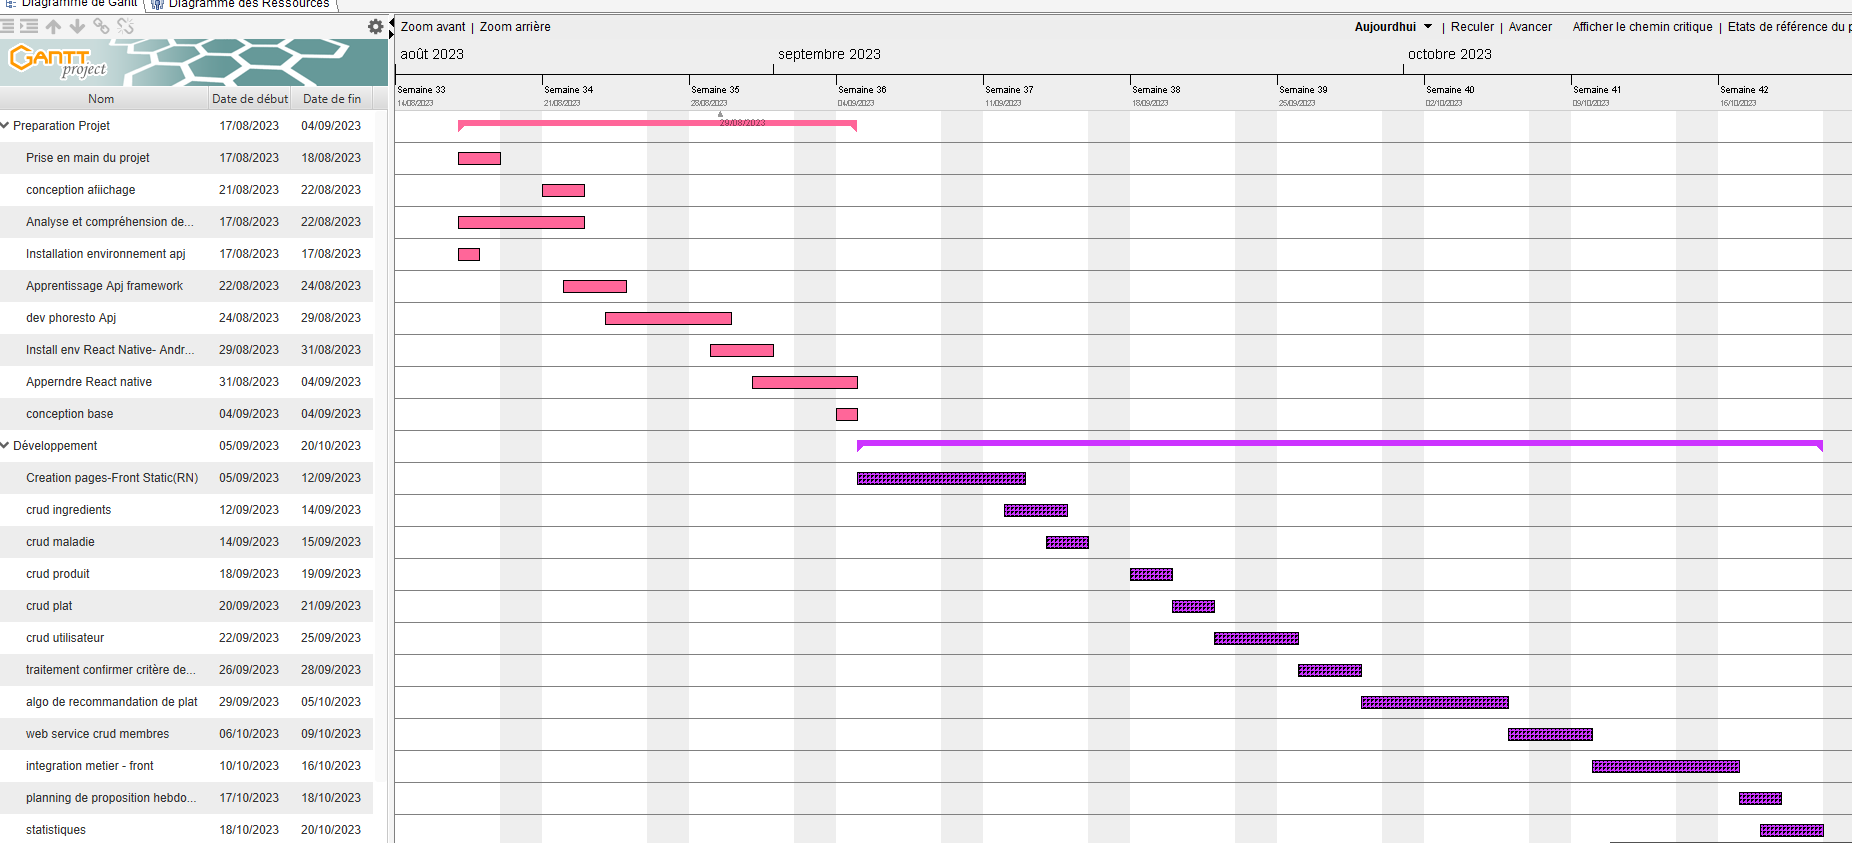 Diagramme de Gantt Diagramme des Ressources
Zoom avant | Zoom arrière Aujourdhui | Reculer | Avancer Afficher le chemin critique | Etats de référence du
GANTT project
août 2023 septembre 2023 octobre 2023
Nom Date de début Date de fin
Semaine 33 Semaine 34 Semaine 35 Semaine 36 Semaine 37 Semaine 38 Semaine 39 Semaine 40 Semaine 41 Semaine 42
14/08/2023 21/08/2023 28/08/2023 04/09/2023 11/09/2023 18/09/2023 25/09/2023 02/10/2023 09/10/2023 16/10/2023
29/08/2023
Preparation Projet 17/08/2023 04/09/2023
Prise en main du projet 17/08/2023 18/08/2023
conception afiichage 21/08/2023 22/08/2023
Analyse et compréhension de... 17/08/2023 22/08/2023
Installation environnement apj 17/08/2023 17/08/2023
Apprentissage Apj framework 22/08/2023 24/08/2023
dev phoresto Apj 24/08/2023 29/08/2023
Install env React Native- Andr... 29/08/2023 31/08/2023
Apperndre React native 31/08/2023 04/09/2023
conception base 04/09/2023 04/09/2023
Développement 05/09/2023 20/10/2023
Creation pages-Front Static(RN) 05/09/2023 12/09/2023
crud ingredients 12/09/2023 14/09/2023
crud maladie 14/09/2023 15/09/2023
crud produit 18/09/2023 19/09/2023
crud plat 20/09/2023 21/09/2023
crud utilisateur 22/09/2023 25/09/2023
traitement confirmer critère de... 26/09/2023 28/09/2023
algo de recommandation de plat 29/09/2023 05/10/2023
web service crud membres 06/10/2023 09/10/2023
integration metier - front 10/10/2023 16/10/2023
planning de proposition hebdo... 17/10/2023 18/10/2023
statistiques 18/10/2023 20/10/2023